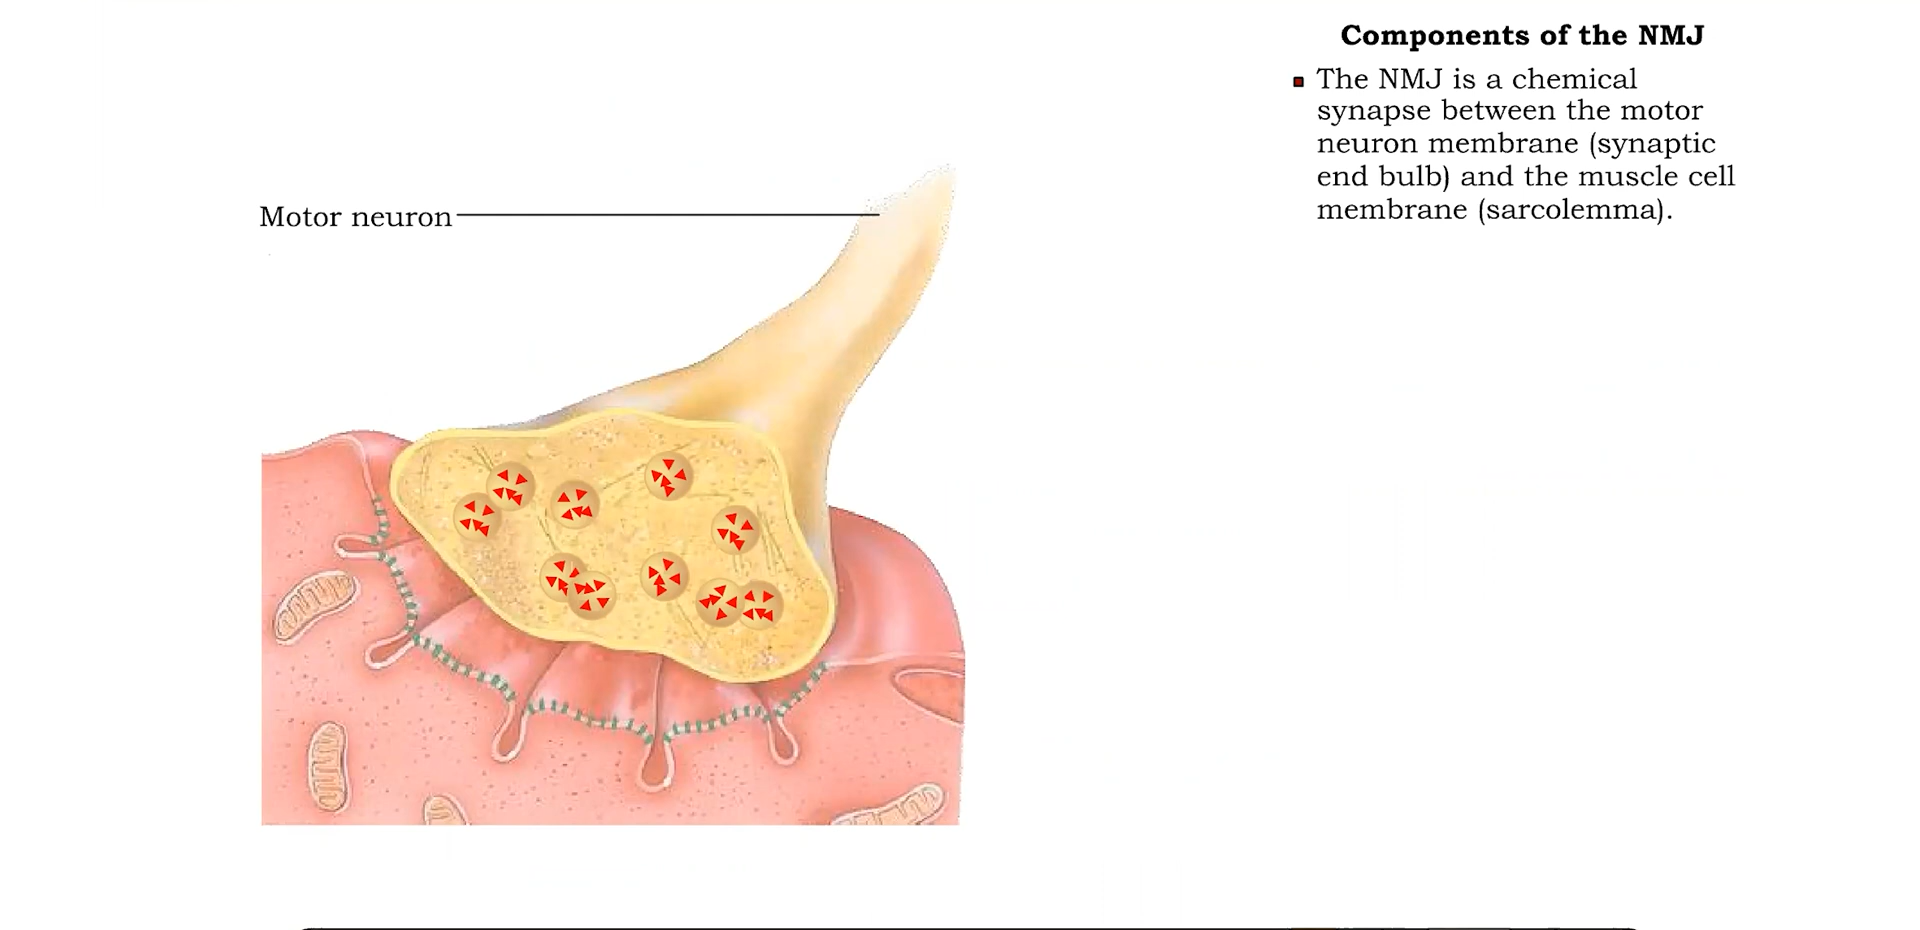 Components of the NMJ
The NMJ is a chemical
synapse between the motor
neuron membrane (synaptic
end bulb) and the muscle cell
membrane (sarcolemma).
Motor neuron